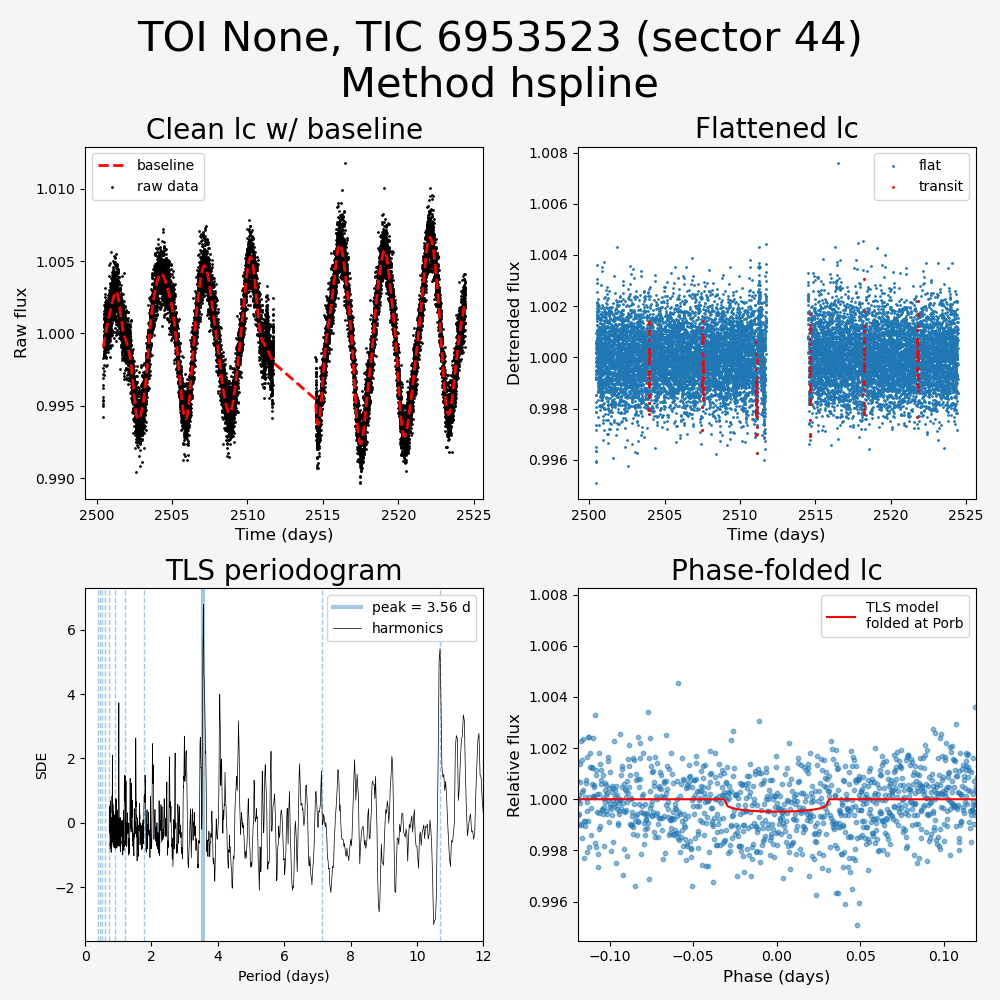 TOI None, TIC 6953523 (sector 44)
Method hspline
Clean lc w/ baseline
baseline
raw data
1.010
1.005
1.000
0.995
0.990
Raw flux
2500 2505 2510 2515 2520 2525
Time (days)
Flattened lc
flat
transit
1.008
1.006
1.004
1.002
1.000
0.998
0.996
Detrended flux
2500 2505 2510 2515 2520 2525
Time (days)
TLS periodogram
peak = 3.56 d
harmonics
6
4
2
0
−2
SDE
0 2 4 6 8 10 12
Period (days)
Phase-folded lc
TLS model
folded at Porb
1.008
1.006
1.004
1.002
1.000
0.998
0.996
Relative flux
−0.10 −0.05 0.00 0.05 0.10
Phase (days)